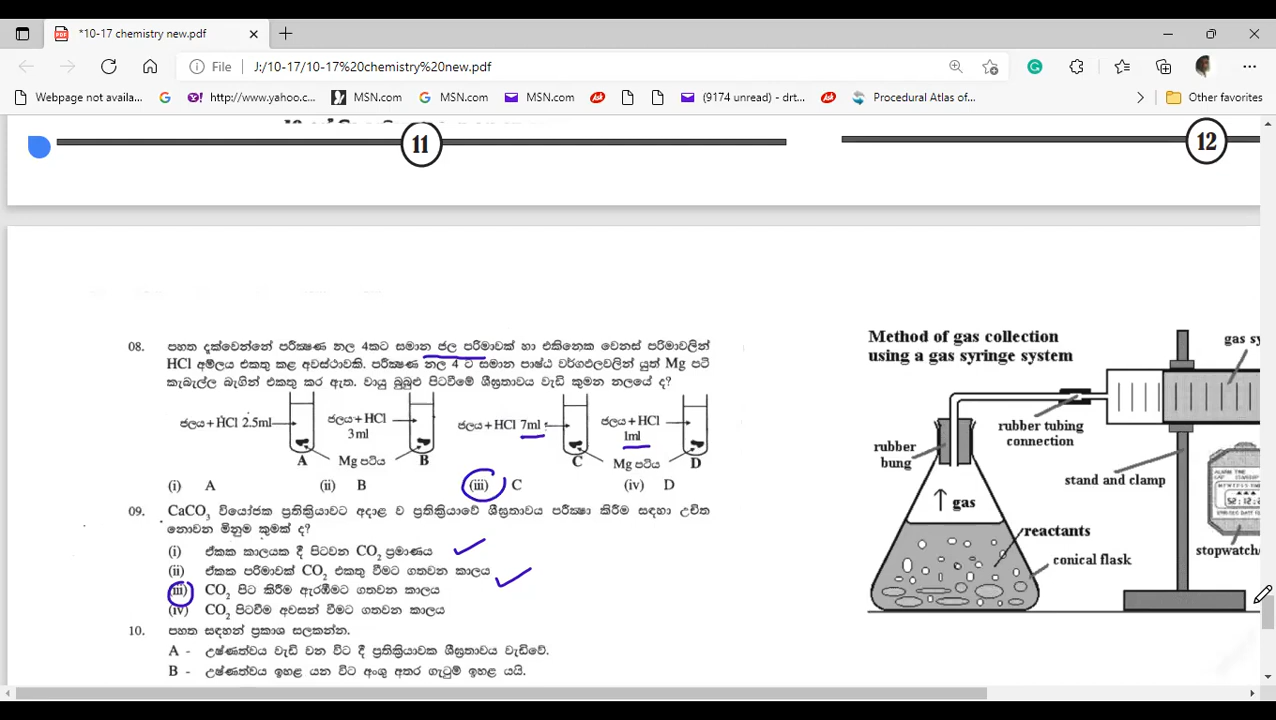 *10-17 chemistry new.pdf
File J:/10-17/10-17%20chemistry%20new.pdf
Webpage not availa... http://www.yahoo.c... MSN.com MSN.com MSN.com (9174 unread) - drt... Procedural Atlas of... Other favorites
11
12
08. පහත දැක්වෙන්නේ පරීක්‍ෂණ නල 4කට සමාන ජල පරිමාවක් හා එකිනෙක වෙනස් පරිමාවලින්
HCl අම්ලය එකතු කළ අවස්ථාවකි. පරීක්‍ෂණ නල 4 ට සමාන පෘෂ්ඨ වර්ගඵලවලින් යුත් Mg පටි
කැබැල්ල බැගින් එකතු කර ඇත. වායු බුබුළු පිටවීමේ ශීඝ්‍රතාවය වැඩි කුමන නලයේ ද?
ජලය+HCl 2.5ml
ජලය+HCl
3ml
ජලය+HCl 7ml
ජලය+HCl
1ml
A Mg පටිය B C Mg පටිය D
(i) A (ii) B (iii) C (iv) D
09. CaCO3 වියෝජක ප්‍රතික්‍රියාවට අදාළ ව ප්‍රතික්‍රියාවේ ශීඝ්‍රතාවය පරීක්‍ෂා කිරීම සඳහා උචිත
නොවන මිනුම කුමක් ද?
(i) ඒකක කාලයක දී පිටවන CO2 ප්‍රමාණය
(ii) ඒකක පරිමාවක් CO2 එකතු වීමට ගතවන කාලය
(iii) CO2 පිට කිරීම ඇරඹීමට ගතවන කාලය
(iv) CO2 පිටවීම අවසන් වීමට ගතවන කාලය
10. පහත සඳහන් ප්‍රකාශ සලකන්න.
A - උෂ්ණත්වය වැඩි වන විට දී ප්‍රතික්‍රියාවක ශීඝ්‍රතාවය වැඩිවේ.
B - උෂ්ණත්වය ඉහළ යන විට අංශු අතර ගැටුම් ඉහළ යයි.
Method of gas collection
using a gas syringe system
gas sy
rubber
bung
rubber tubing
connection
stand and clamp
gas
reactants
conical flask
stopwatch/